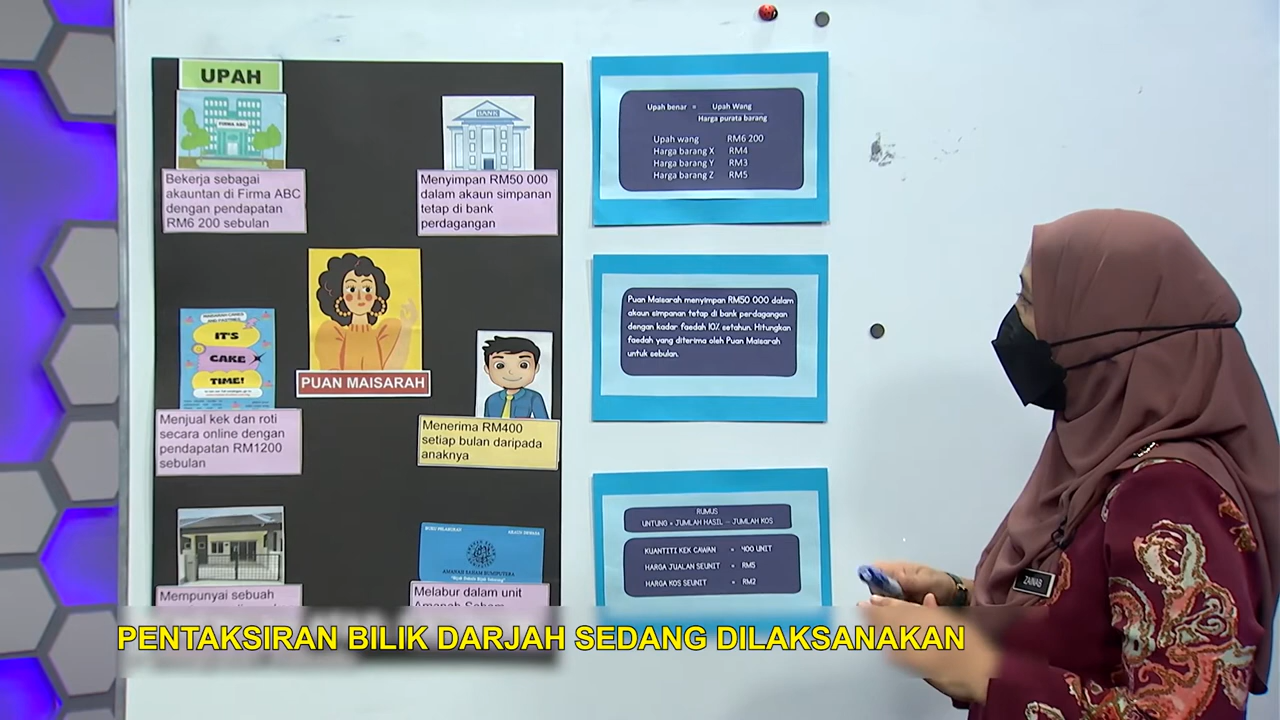 UPAH
FIRMA ABC
Bekerja sebagai
akauntan di Firma ABC
dengan pendapatan
RM6 200 sebulan
BANK
Menyimpan RM50 000
dalam akaun simpanan
tetap di bank
perdagangan
PUAN MAISARAH
IT'S
CAKE
TIME!
Menjual kek dan roti
secara online dengan
pendapatan RM1200
sebulan
Menerima RM400
setiap bulan daripada
anaknya
Mempunyai sebuah
AMANAH SAHAM BUMIPUTERA
Melabur dalam unit
Amanah Saham
Upah benar = Upah Wang
Harga purata barang
Upah wang RM6 200
Harga barang X RM4
Harga barang Y RM3
Harga barang Z RM5
Puan Maisarah menyimpan RM50 000 dalam
akaun simpanan tetap di bank perdagangan
dengan kadar faedah 10% setahun. Hitungkan
faedah yang diterima oleh Puan Maisarah
untuk sebulan.
RUMUS
UNTUNG = JUMLAH HASIL – JUMLAH KOS
KUANTITI KEK CAWAN = 400 UNIT
HARGA JUALAN SEUNIT = RM5
HARGA KOS SEUNIT = RM2
ZAINAB
PENTAKSIRAN BILIK DARJAH SEDANG DILAKSANAKAN